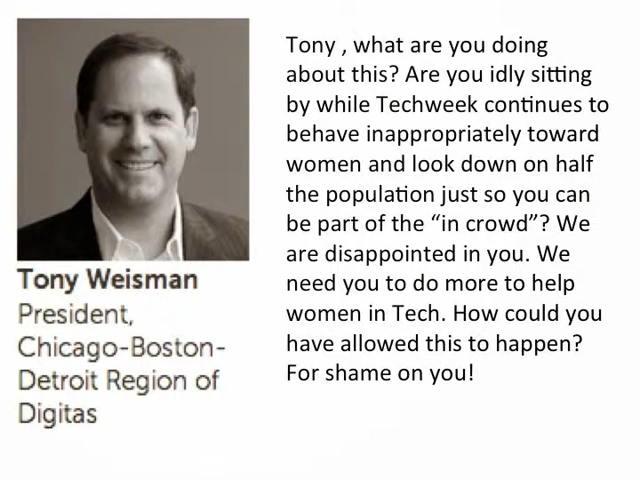 Tony Weisman
President,
Chicago-Boston-
Detroit Region of
Digitas
Tony , what are you doing
about this? Are you idly sitting
by while Techweek continues to
behave inappropriately toward
women and look down on half
the population just so you can
be part of the “in crowd”? We
are disappointed in you. We
need you to do more to help
women in Tech. How could you
have allowed this to happen?
For shame on you!